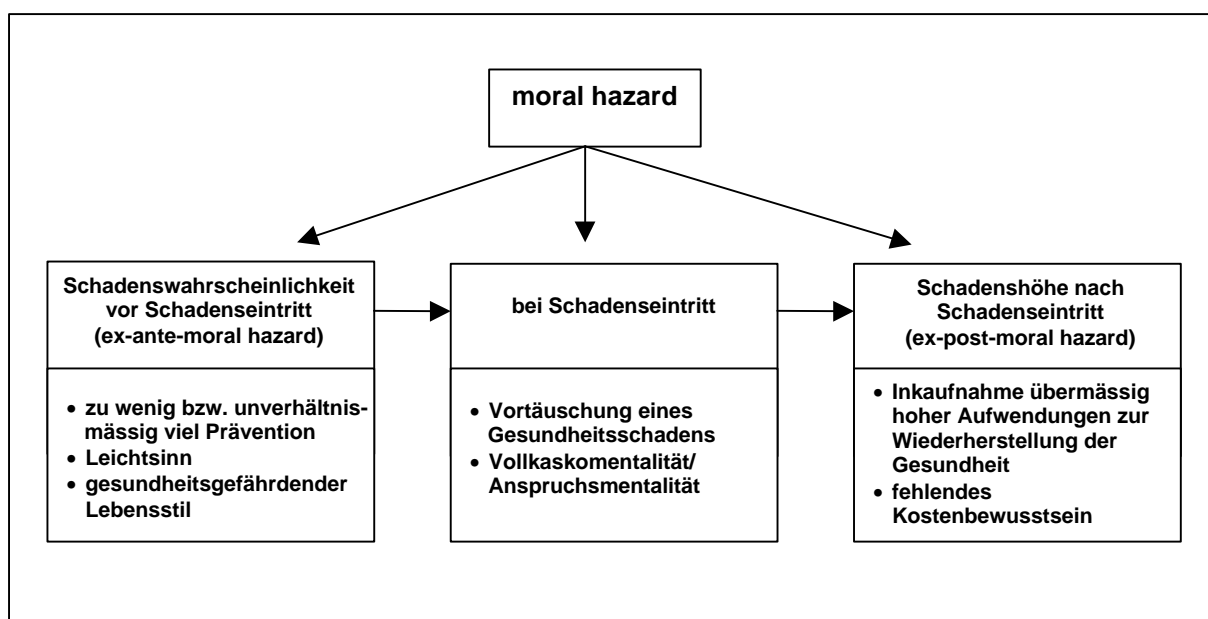 moral hazard
Schadenswahrscheinlichkeit
vor Schadenseintritt
(ex-ante-moral hazard)
• zu wenig bzw. unverhältnis-
mässig viel Prävention
• Leichtsinn
• gesundheitsgefährdender
Lebensstil
bei Schadenseintritt
• Vortäuschung eines
Gesundheitsschadens
• Vollkaskomentalität/
Anspruchsmentalität
Schadenshöhe nach
Schadenseintritt
(ex-post-moral hazard)
• Inkaufnahme übermässig
hoher Aufwendungen zur
Wiederherstellung der
Gesundheit
• fehlendes
Kostenbewusstsein